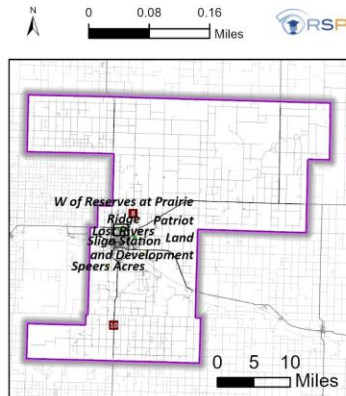 N
0 0.08 0.16
Miles
RSP
W of Reserves at Prairie
Ridge Patriot
Lost Rivers
Sligo Station Land
and Development
Speers Acres
10
0 5 10
Miles